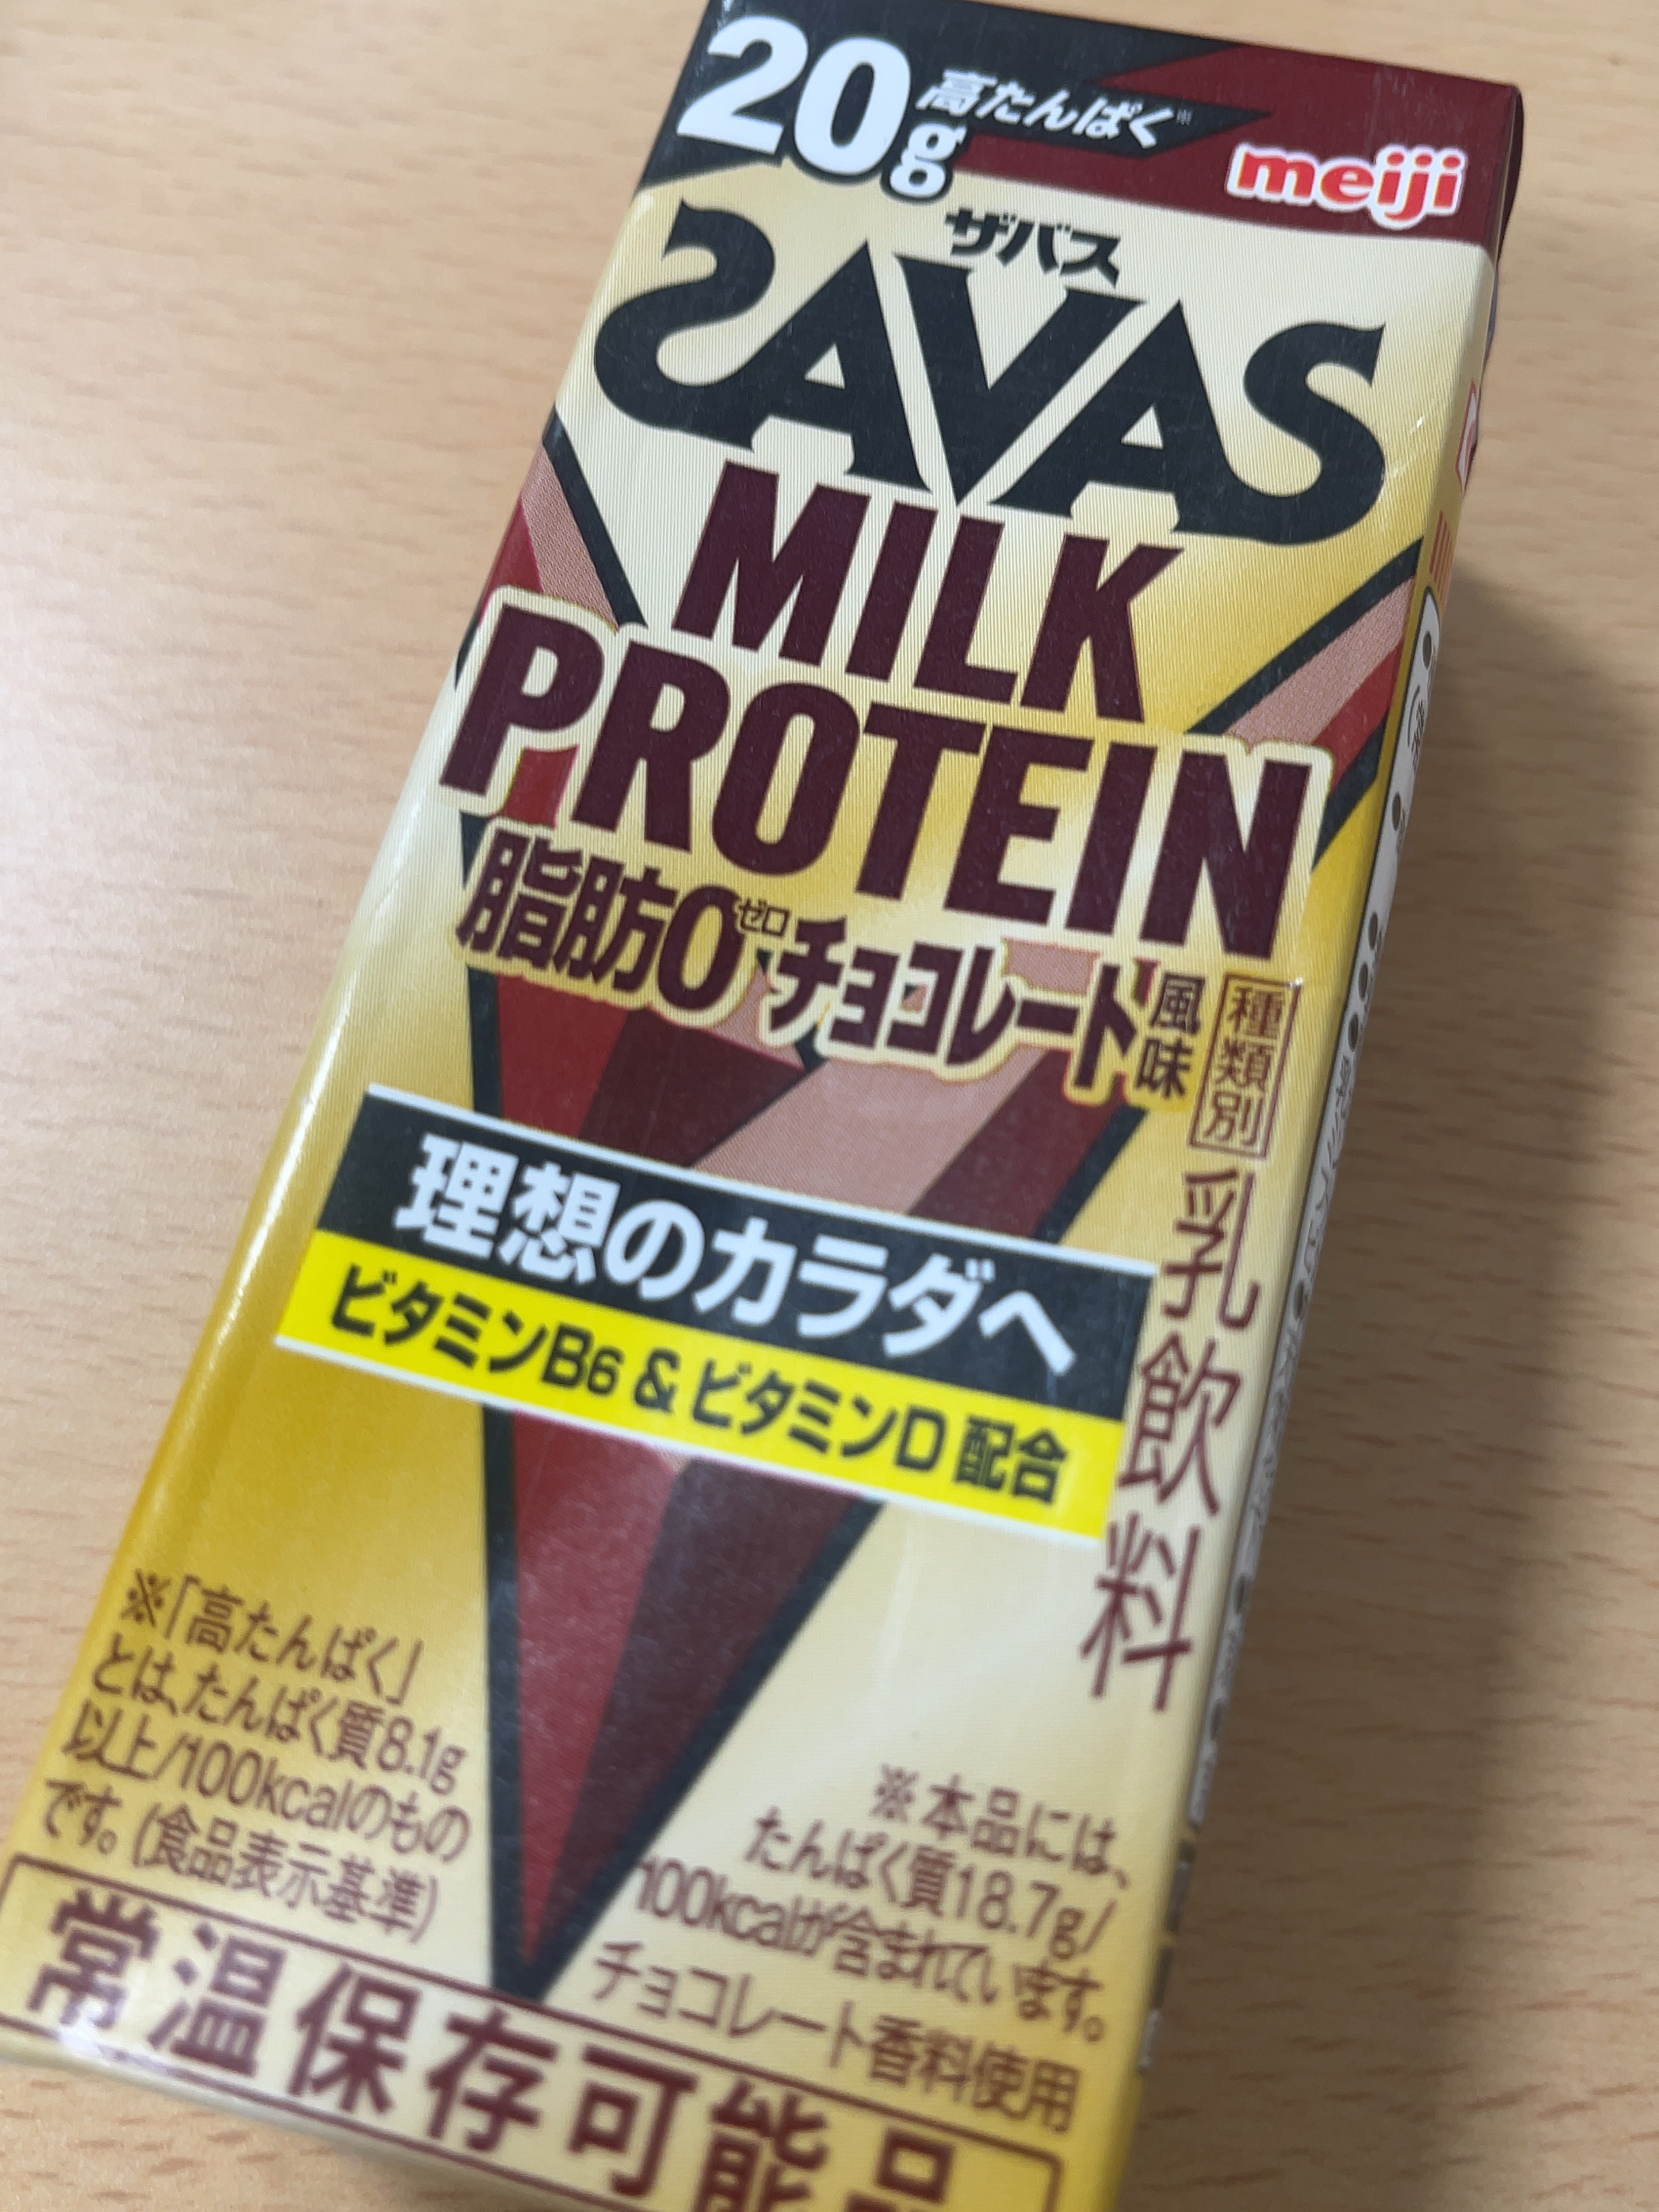 20g 高たんぱく※
meiji
ザバス
SAVAS
MILK
PROTEIN
脂肪0ゼロ チョコレート風味
種類別 乳飲料
理想のカラダへ
ビタミンB6 & ビタミンD 配合
※「高たんぱく」
とは、たんぱく質8.1g
以上/100kcalのもの
です。(食品表示基準)
※本品には、
たんぱく質18.7g/
100kcalが含まれています。
チョコレート香料使用
常温保存可能品